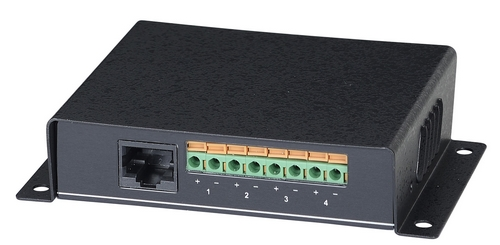 + − + − + − + −
1 2 3 4